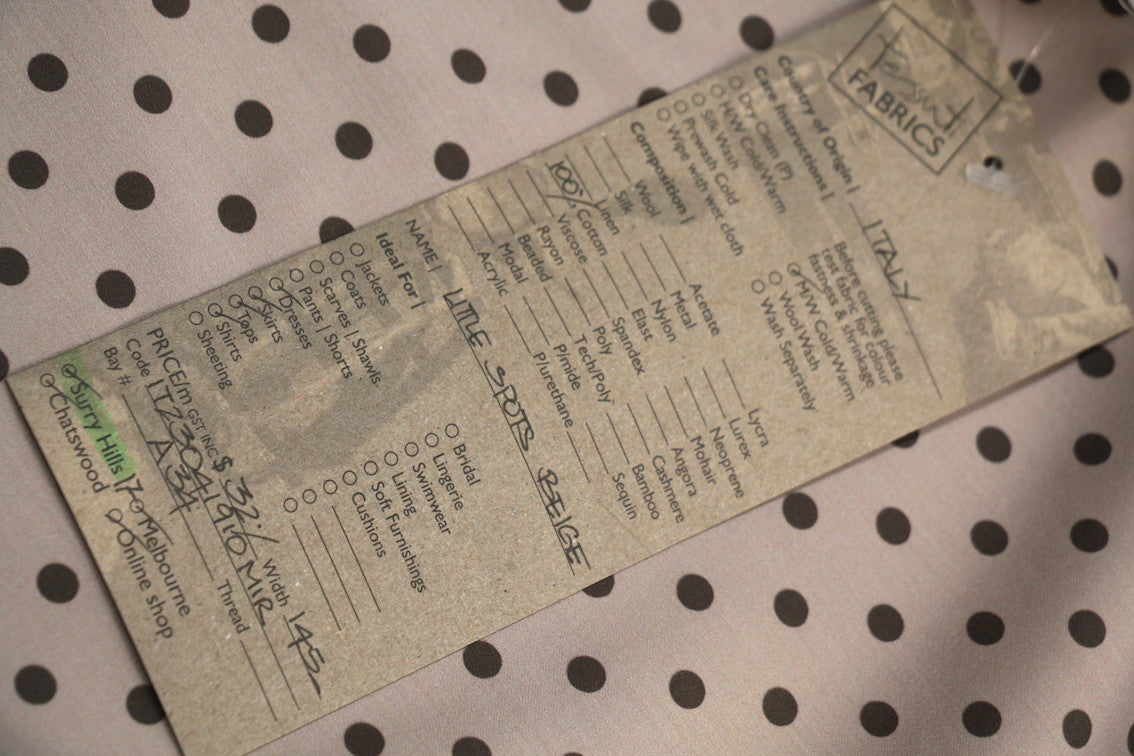 FABRICS
Country of Origin | ITALY
Care Instructions |
Before cutting please
test fabric for colour
fastness & shrinkage
Dry Clean (P)
H/W Cold/Warm
Silk Wash
Prewash Cold
Wipe with wet cloth
M/W Cold/Warm
Wool Wash
Wash Separately
Composition |
Wool
Silk
Linen
100% Cotton
Viscose
Rayon
Beaded
Modal
Acrylic
Acetate
Metal
Nylon
Elast
Spandex
Poly
Tech/Poly
Pimide
P/urethane
Lycra
Lurex
Neoprene
Mohair
Angora
Cashmere
Bamboo
Sequin
NAME | LITTLE SPOTS BEIGE
Ideal For |
Jackets
Coats
Scarves | Shawls
Pants | Shorts
Dresses
Skirts
Tops
Shirts
Sheeting
Bridal
Lingerie
Swimwear
Lining
Soft Furnishings
Cushions
PRICE/m GST INC $ 32./ Width 145
Code IT2304190MIR
Bay # A34 Thread
Surry Hills 170 Melbourne
Chatswood Online shop